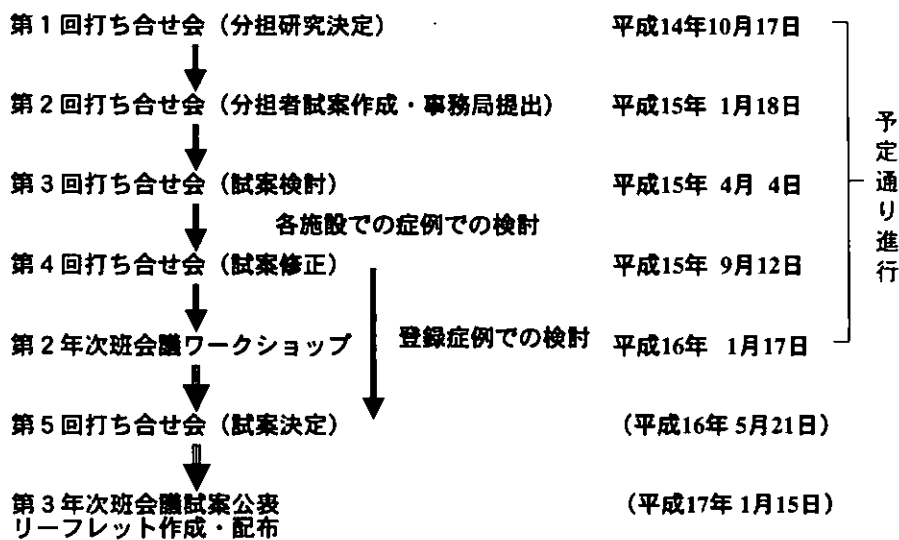 第1回打ち合せ会（分担研究決定） 平成14年10月17日
第2回打ち合せ会（分担者試案作成・事務局提出） 平成15年 1月18日
第3回打ち合せ会（試案検討） 平成15年 4月 4日
各施設での症例での検討
第4回打ち合せ会（試案修正） 平成15年 9月12日
第2年次班会議ワークショップ 登録症例での検討 平成16年 1月17日
第5回打ち合せ会（試案決定） （平成16年 5月21日）
第3年次班会議試案公表 （平成17年 1月15日）
リーフレット作成・配布
予定通り進行